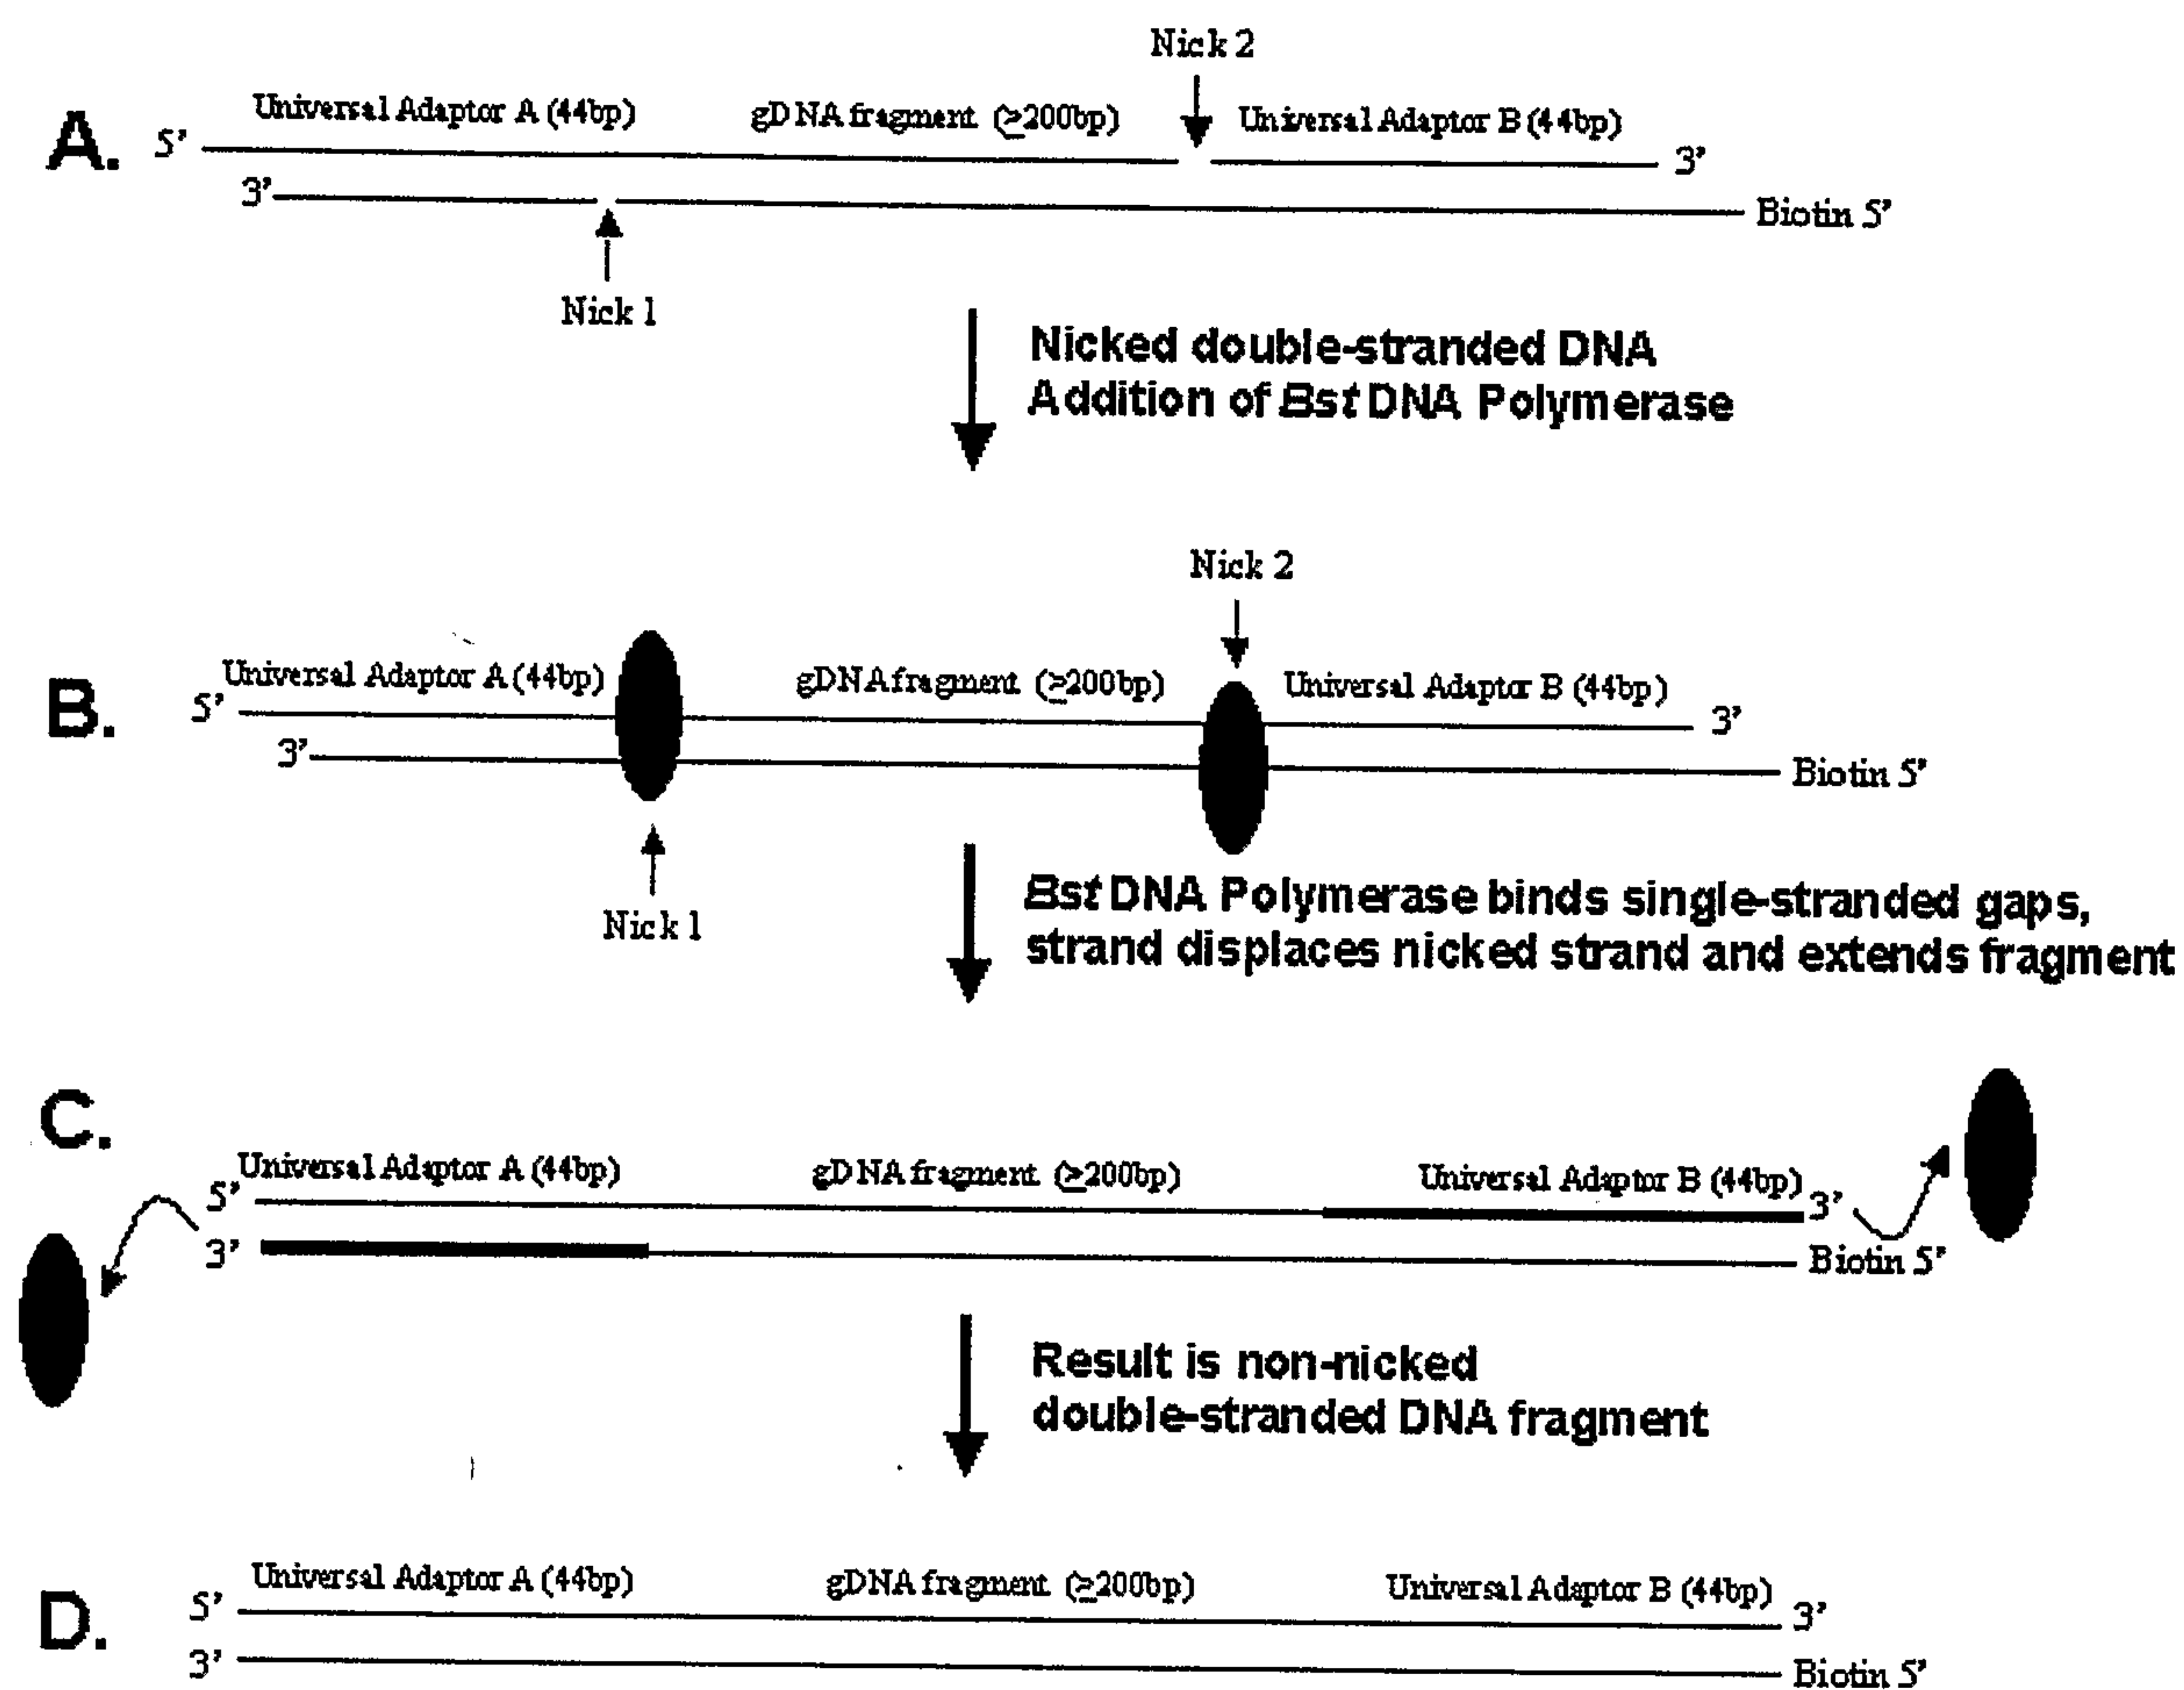 Nick 2
Universal Adaptor A (44bp) gDNA fragment (≥200bp) Universal Adaptor B (44bp)
A. 5' 3'
3' Biotin 5'
Nick 1
Nicked double-stranded DNA
Addition of Bst DNA Polymerase
Nick 2
Universal Adaptor A (44bp) gDNA fragment (≥200bp) Universal Adaptor B (44bp)
B. 5' 3'
3' Biotin 5'
Nick 1
Bst DNA Polymerase binds single-stranded gaps,
strand displaces nicked strand and extends fragment
C.
Universal Adaptor A (44bp) gDNA fragment (≥200bp) Universal Adaptor B (44bp)
5' 3'
3' Biotin 5'
Result is non-nicked
double-stranded DNA fragment
Universal Adaptor A (44bp) gDNA fragment (≥200bp) Universal Adaptor B (44bp)
D. 5' 3'
3' Biotin 5'